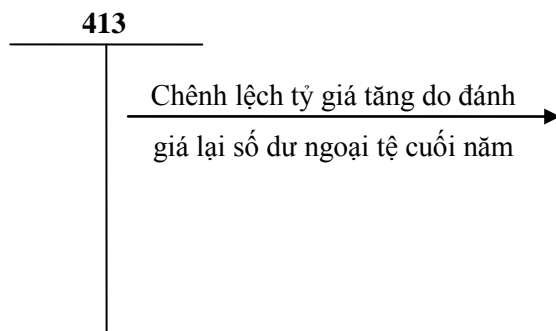 413
Chênh lệch tỷ giá tăng do đánh
giá lại số dư ngoại tệ cuối năm